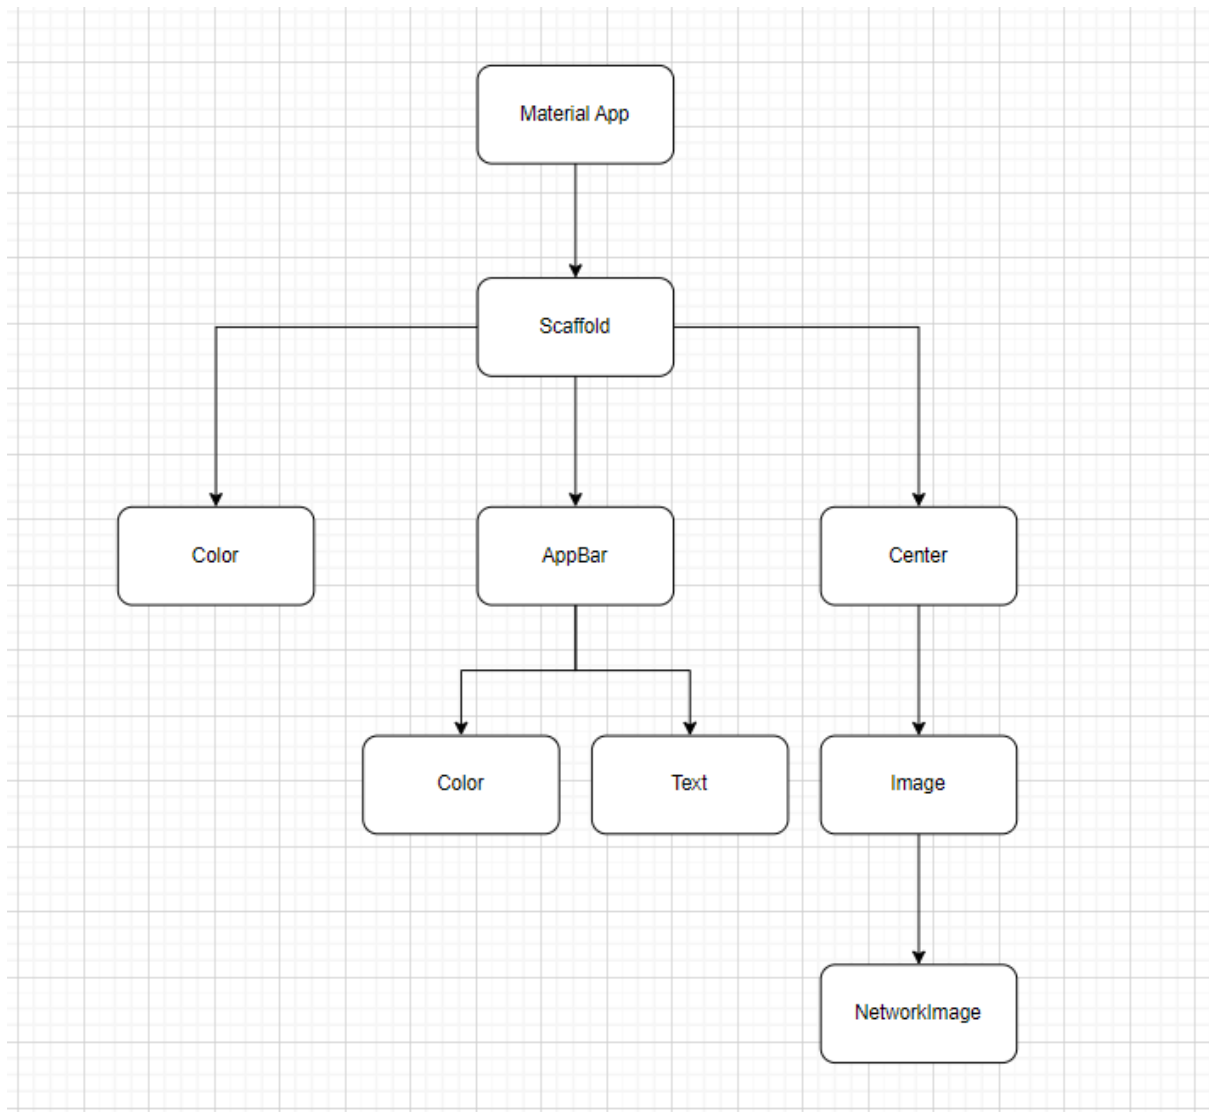 Material App
Scaffold
Color
AppBar
Center
Color
Text
Image
NetworkImage